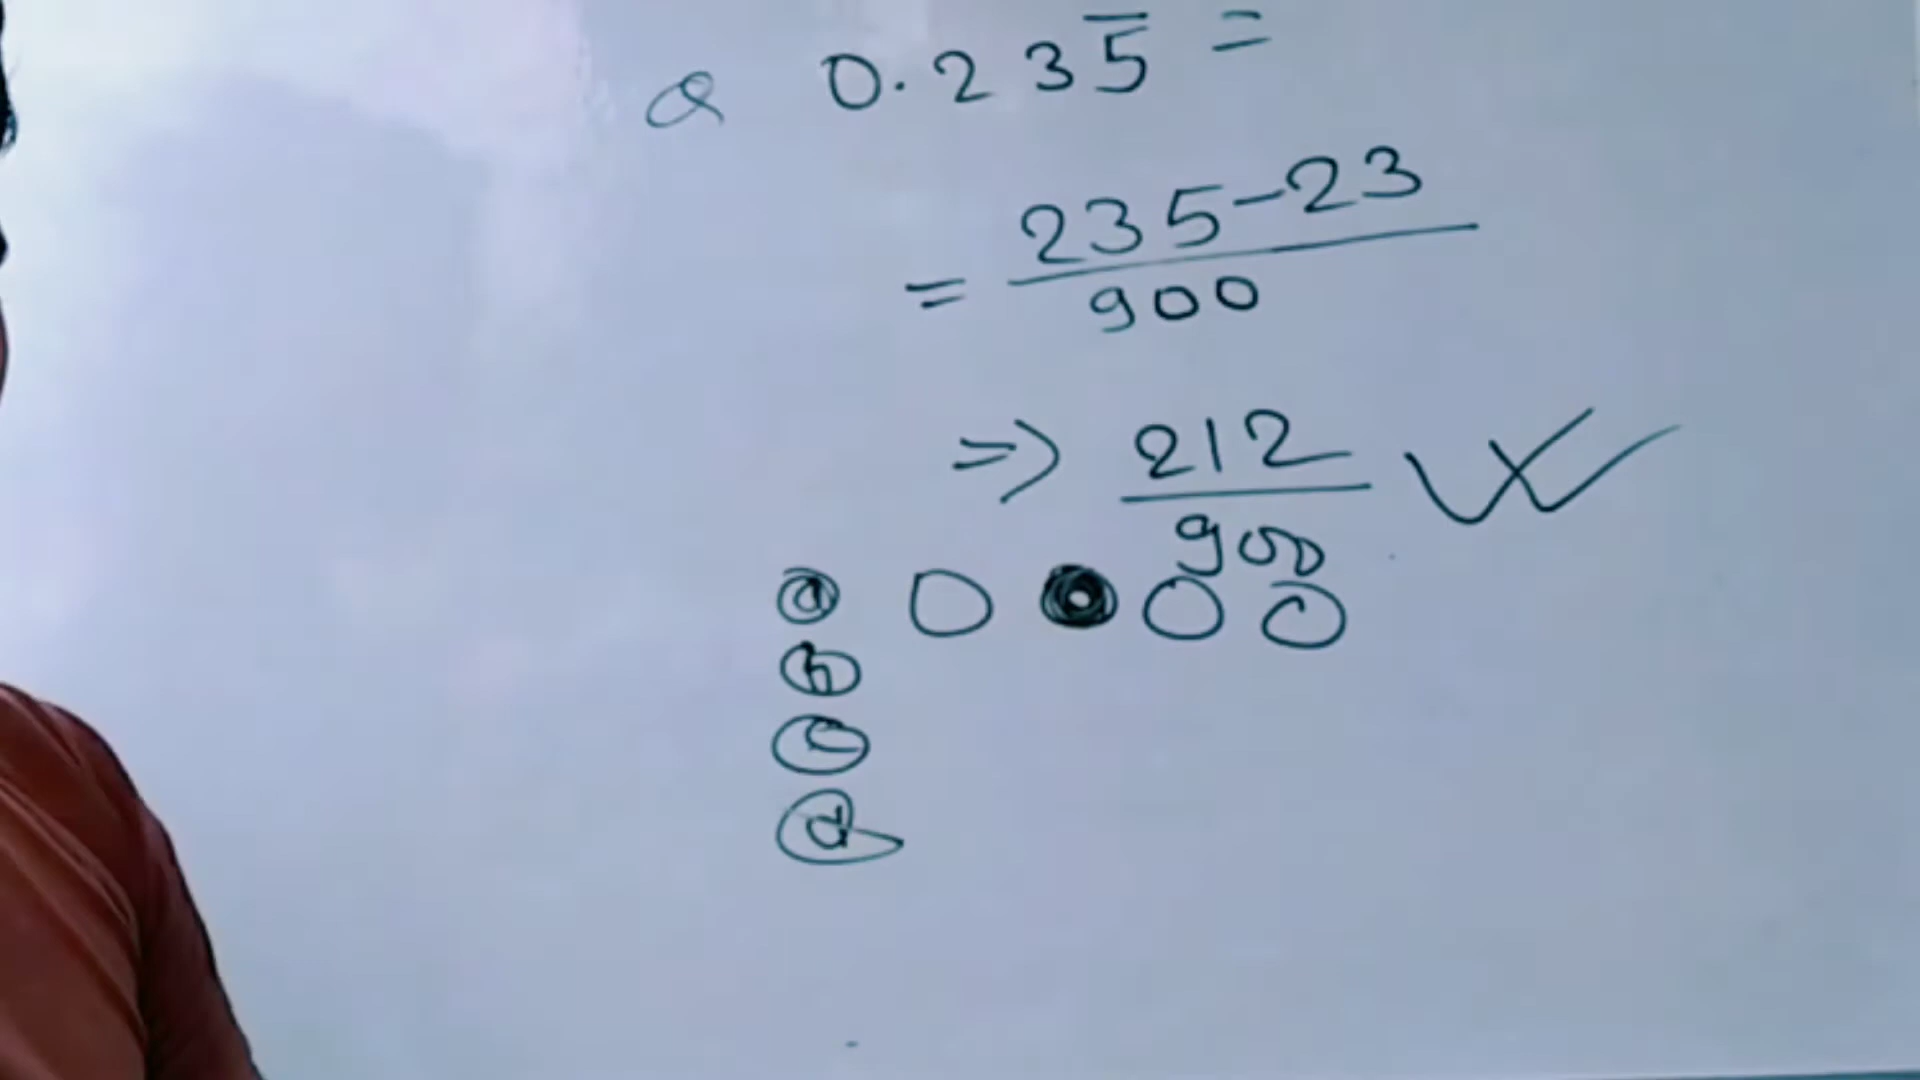 Q 0.235̅ =
= 235-23 / 900
=> 212 / 900 ✓✓
ⓐ O ● O O
ⓑ
ⓒ
ⓓ